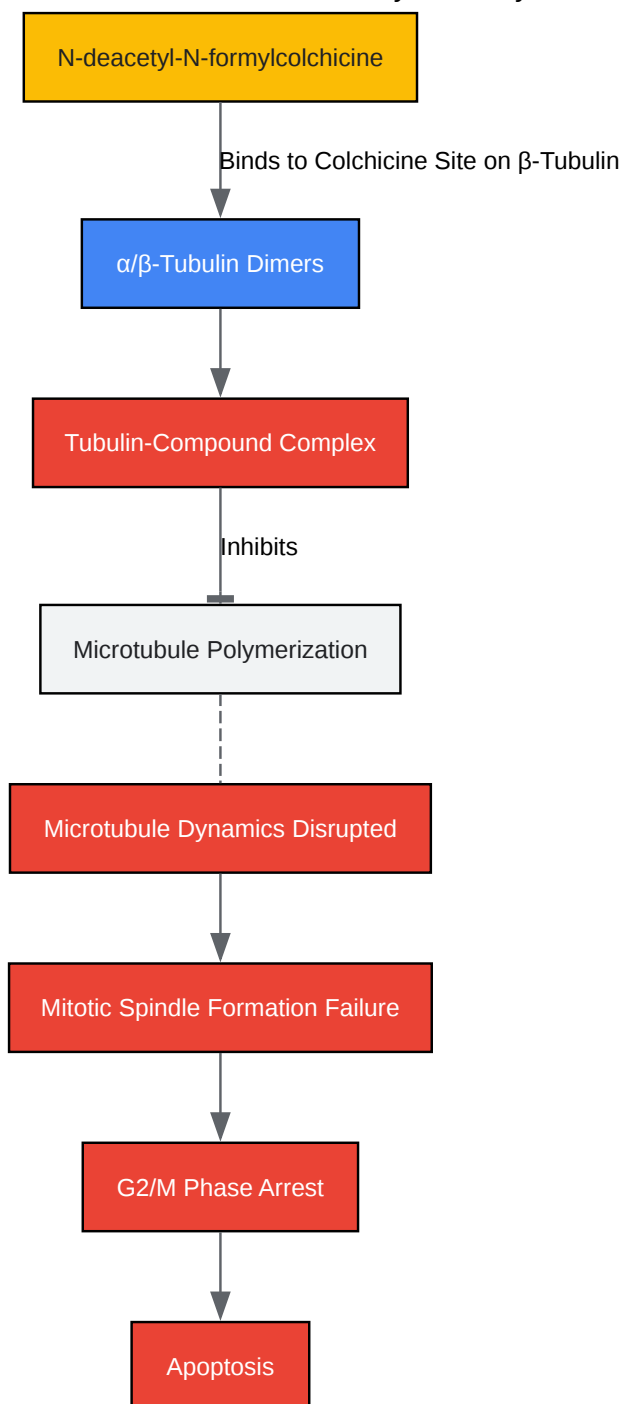 N-deacetyl-N-formylcolchicine
Binds to Colchicine Site on β-Tubulin
α/β-Tubulin Dimers
Tubulin-Compound Complex
Inhibits
Microtubule Polymerization
Microtubule Dynamics Disrupted
Mitotic Spindle Formation Failure
G2/M Phase Arrest
Apoptosis